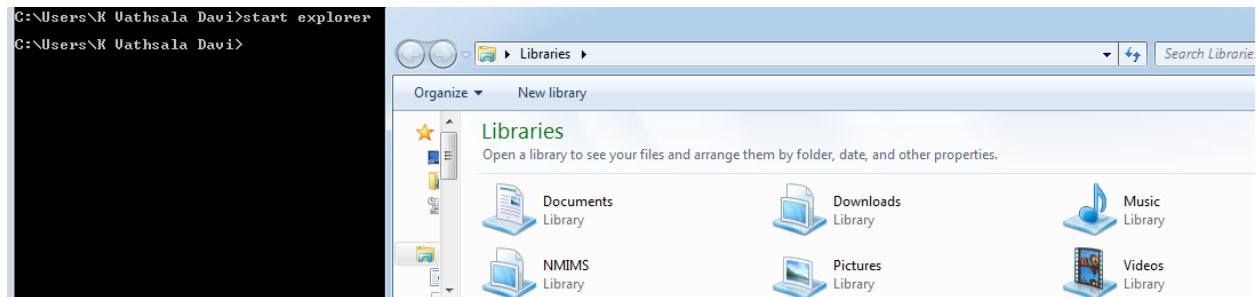 C:\Users\K Vathsala Davi>start explorer
C:\Users\K Vathsala Davi>
Libraries
Search Librarie
Organize
New library
Libraries
Open a library to see your files and arrange them by folder, date, and other properties.
Documents
Library
Downloads
Library
Music
Library
NMIMS
Library
Pictures
Library
Videos
Library